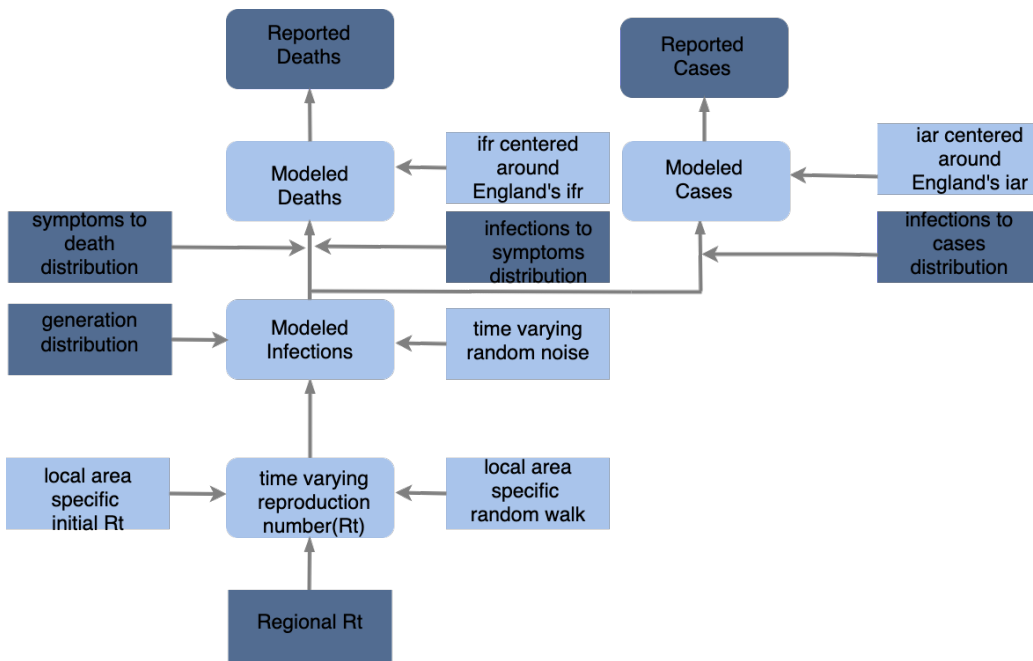 Reported
Deaths
Reported
Cases
Modeled
Deaths
ifr centered
around
England's ifr
Modeled
Cases
iar centered
around
England's iar
symptoms to
death
distribution
infections to
symptoms
distribution
infections to
cases
distribution
generation
distribution
Modeled
Infections
time varying
random noise
local area
specific
initial Rt
time varying
reproduction
number(Rt)
local area
specific
random walk
Regional Rt